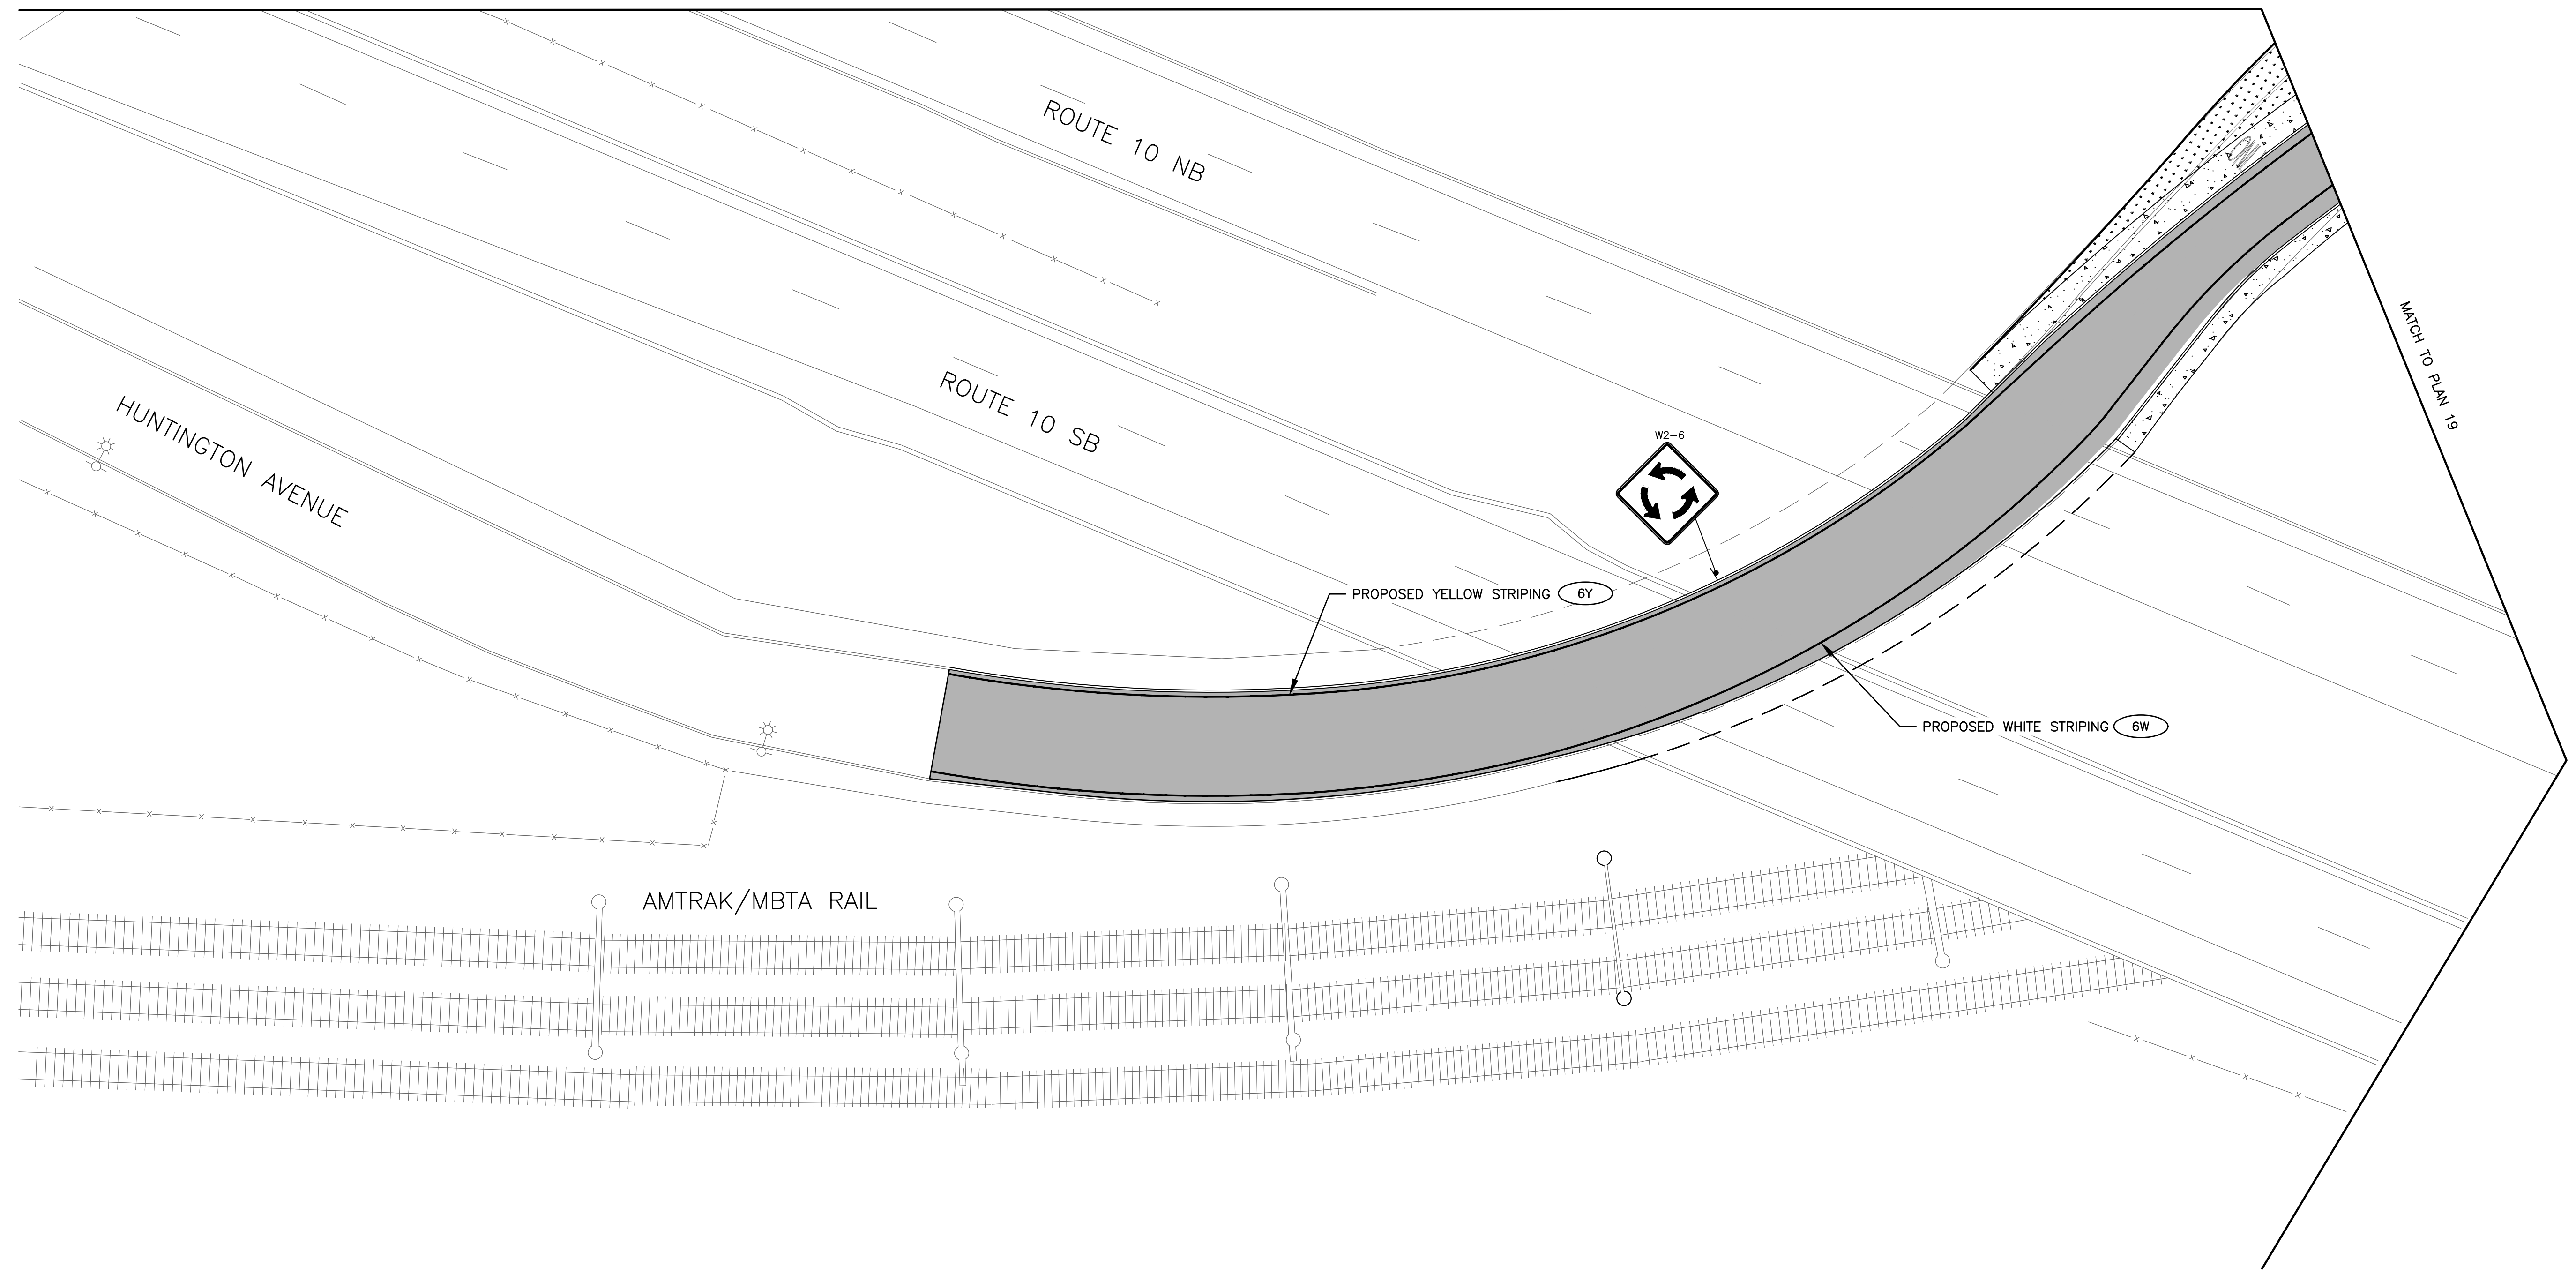 ROUTE 10 NB
ROUTE 10 SB
HUNTINGTON AVENUE
W2-6
MATCH TO PLAN 19
PROPOSED YELLOW STRIPING 6Y
PROPOSED WHITE STRIPING 6W
AMTRAK/MBTA RAIL